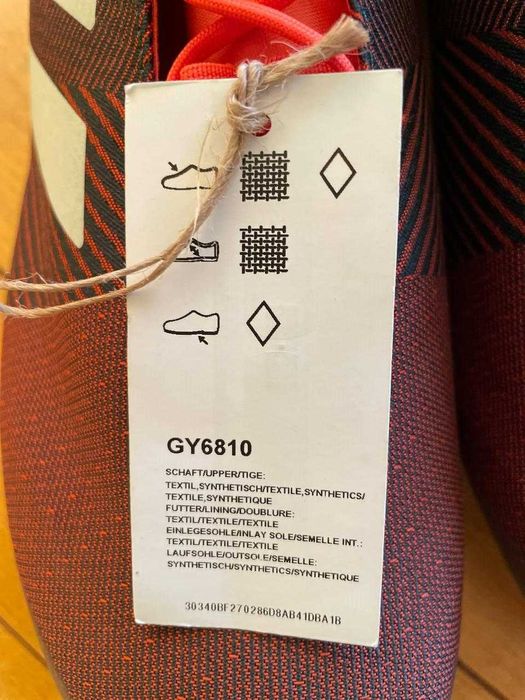 GY6810
SCHAFT/UPPER/TIGE:
TEXTIL,SYNTHETISCH/TEXTILE,SYNTHETICS/
TEXTILE,SYNTHETIQUE
FUTTER/LINING/DOUBLURE:
TEXTIL/TEXTILE/TEXTILE
EINLEGESOHLE/INLAY SOLE/SEMELLE INT.:
TEXTIL/TEXTILE/TEXTILE
LAUFSOHLE/OUTSOLE/SEMELLE:
SYNTHETISCH/SYNTHETICS/SYNTHETIQUE
30340BF270286D8AB41DBA1B